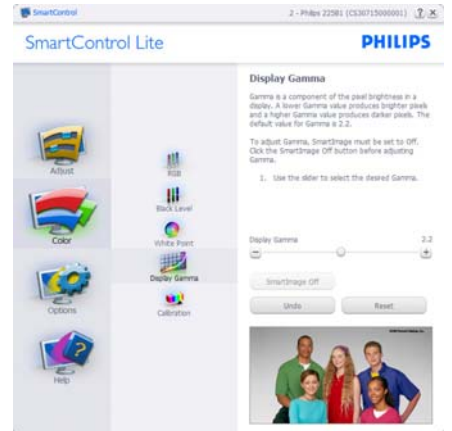 SmartControl
2 - Philips 225B1 (CS30715000001)
? X
SmartControl Lite
PHILIPS
Display Gamma
Gamma is a component of the pixel brightness in a
display. A lower Gamma value produces brighter pixels
and a higher Gamma value produces darker pixels. The
default value for Gamma is 2.2.
To adjust Gamma, SmartImage must be set to Off.
Click the SmartImage Off button before adjusting
Gamma.
1. Use the slider to select the desired Gamma.
Adjust
RGB
Black Level
Color
White Point
Display Gamma
2.2
Display Gamma
SmartImage Off
Options
Calibration
Undo
Reset
Help